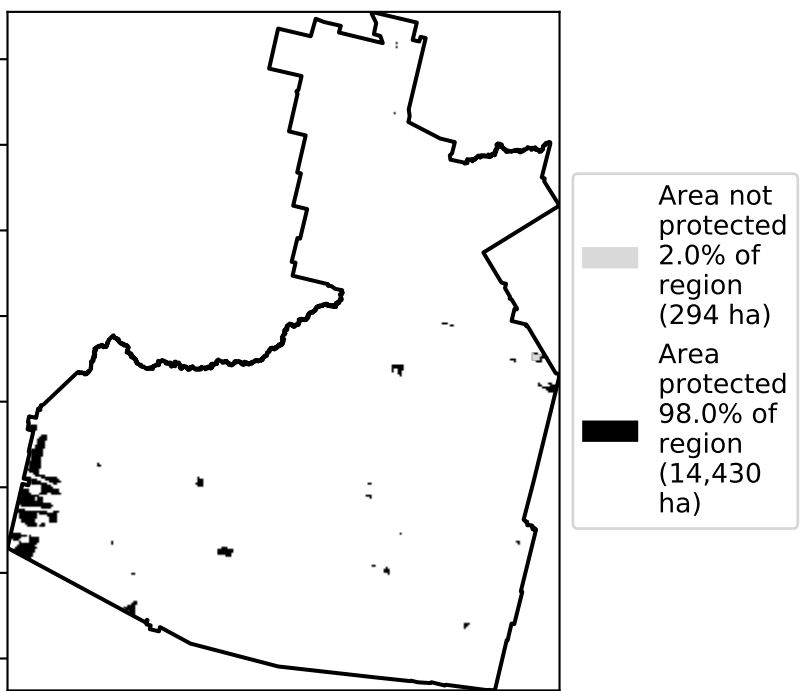 Area not
protected
2.0% of
region
(294 ha)
Area
protected
98.0% of
region
(14,430
ha)